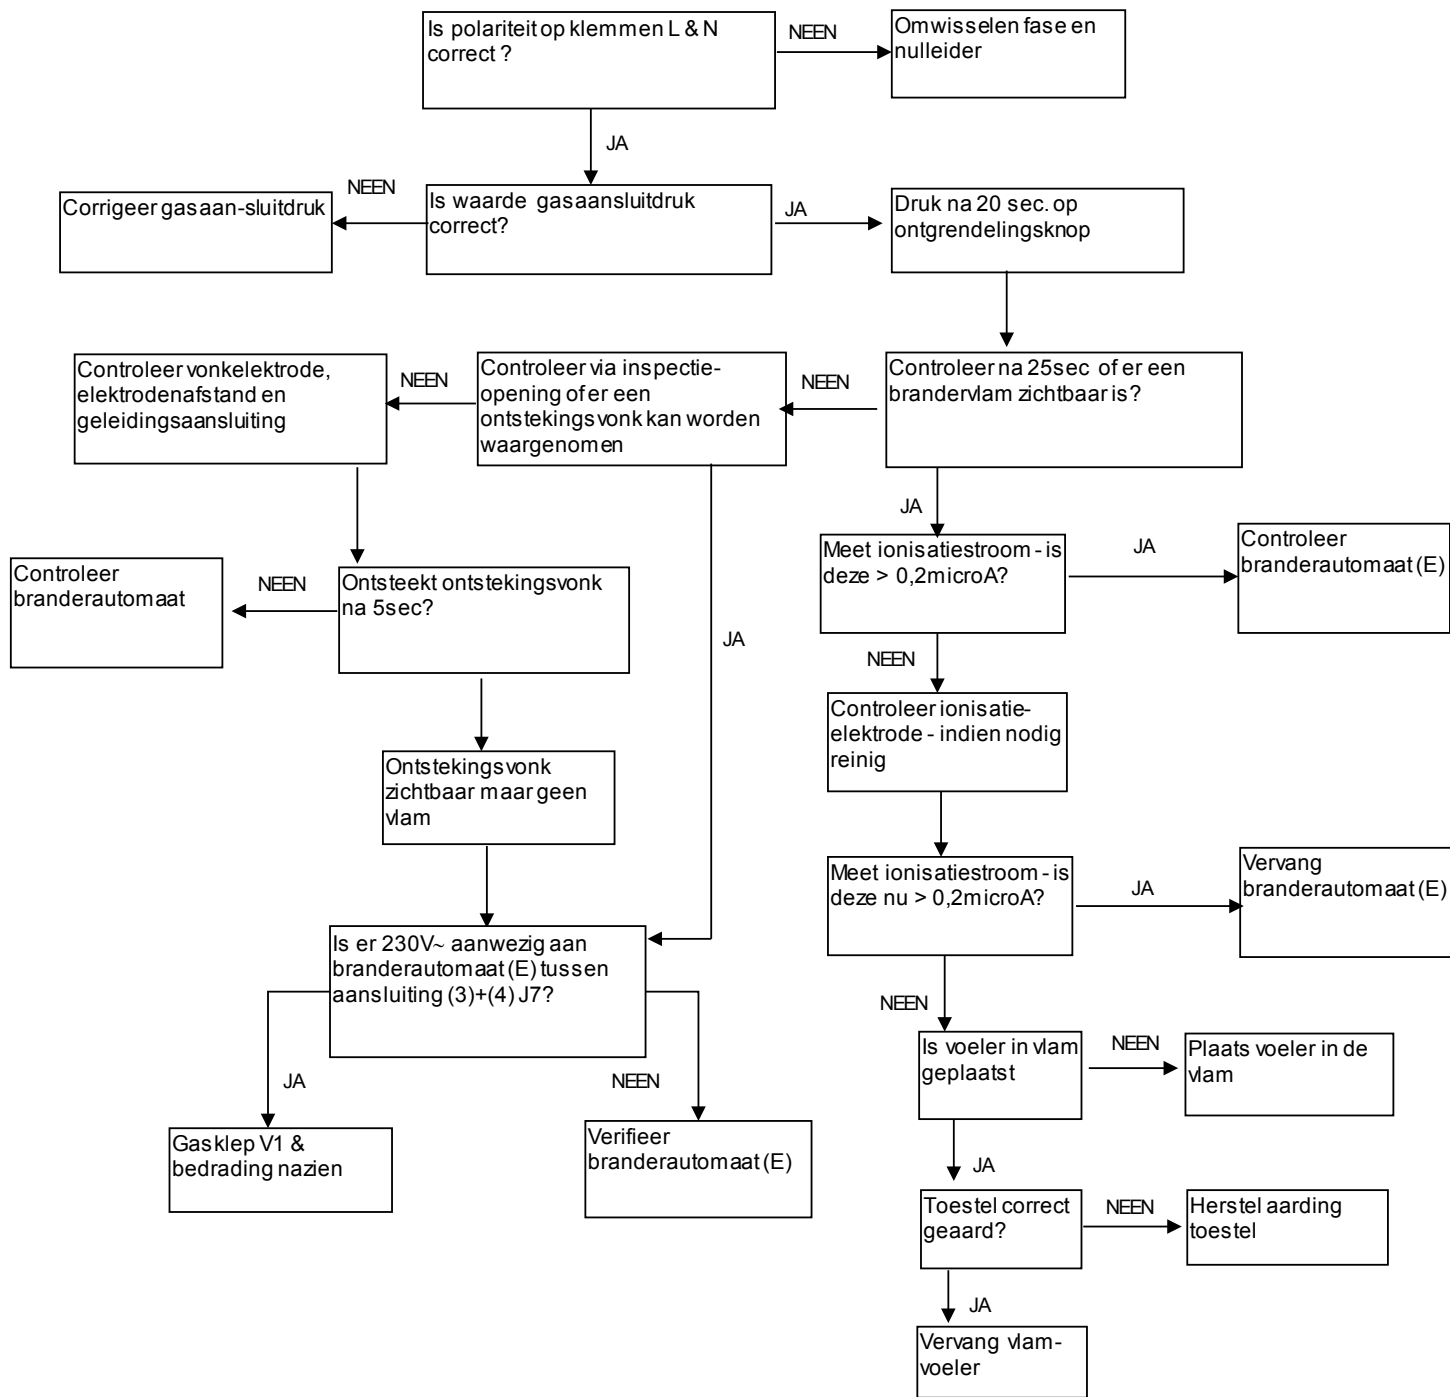 Is polariteit op klemmen L & N
correct ?
NEEN
Omwisselen fase en
nulleider
JA
Corrigeer gasaan-sluitdruk
NEEN
Is waarde gasaansluitdruk
correct?
JA
Druk na 20 sec. op
ontgrendelingsknop
Controleer vonkelektrode,
elektrodenafstand en
geleidingsaansluiting
NEEN
Controleer via inspectie-
opening of er een
ontstekingsvonk kan worden
waargenomen
NEEN
Controleer na 25sec of er een
brandervlam zichtbaar is?
JA
Meet ionisatiestroom - is
deze > 0,2microA?
JA
Controleer
branderautomaat (E)
Controleer
branderautomaat
NEEN
Ontsteekt ontstekingsvonk
na 5sec?
JA
NEEN
Controleer ionisatie-
elektrode - indien nodig
reinig
Ontstekingsvonk
zichtbaar maar geen
vlam
Meet ionisatiestroom - is
deze nu > 0,2microA?
JA
Vervang
branderautomaat (E)
Is er 230V~ aanwezig aan
branderautomaat (E) tussen
aansluiting (3)+(4) J7?
NEEN
Is voeler in vlam
geplaatst
NEEN
Plaats voeler in de
vlam
JA
NEEN
Gasklep V1 &
bedrading nazien
Verifieer
branderautomaat (E)
JA
Toestel correct
geaard?
NEEN
Herstel aarding
toestel
JA
Vervang vlam-
voeler